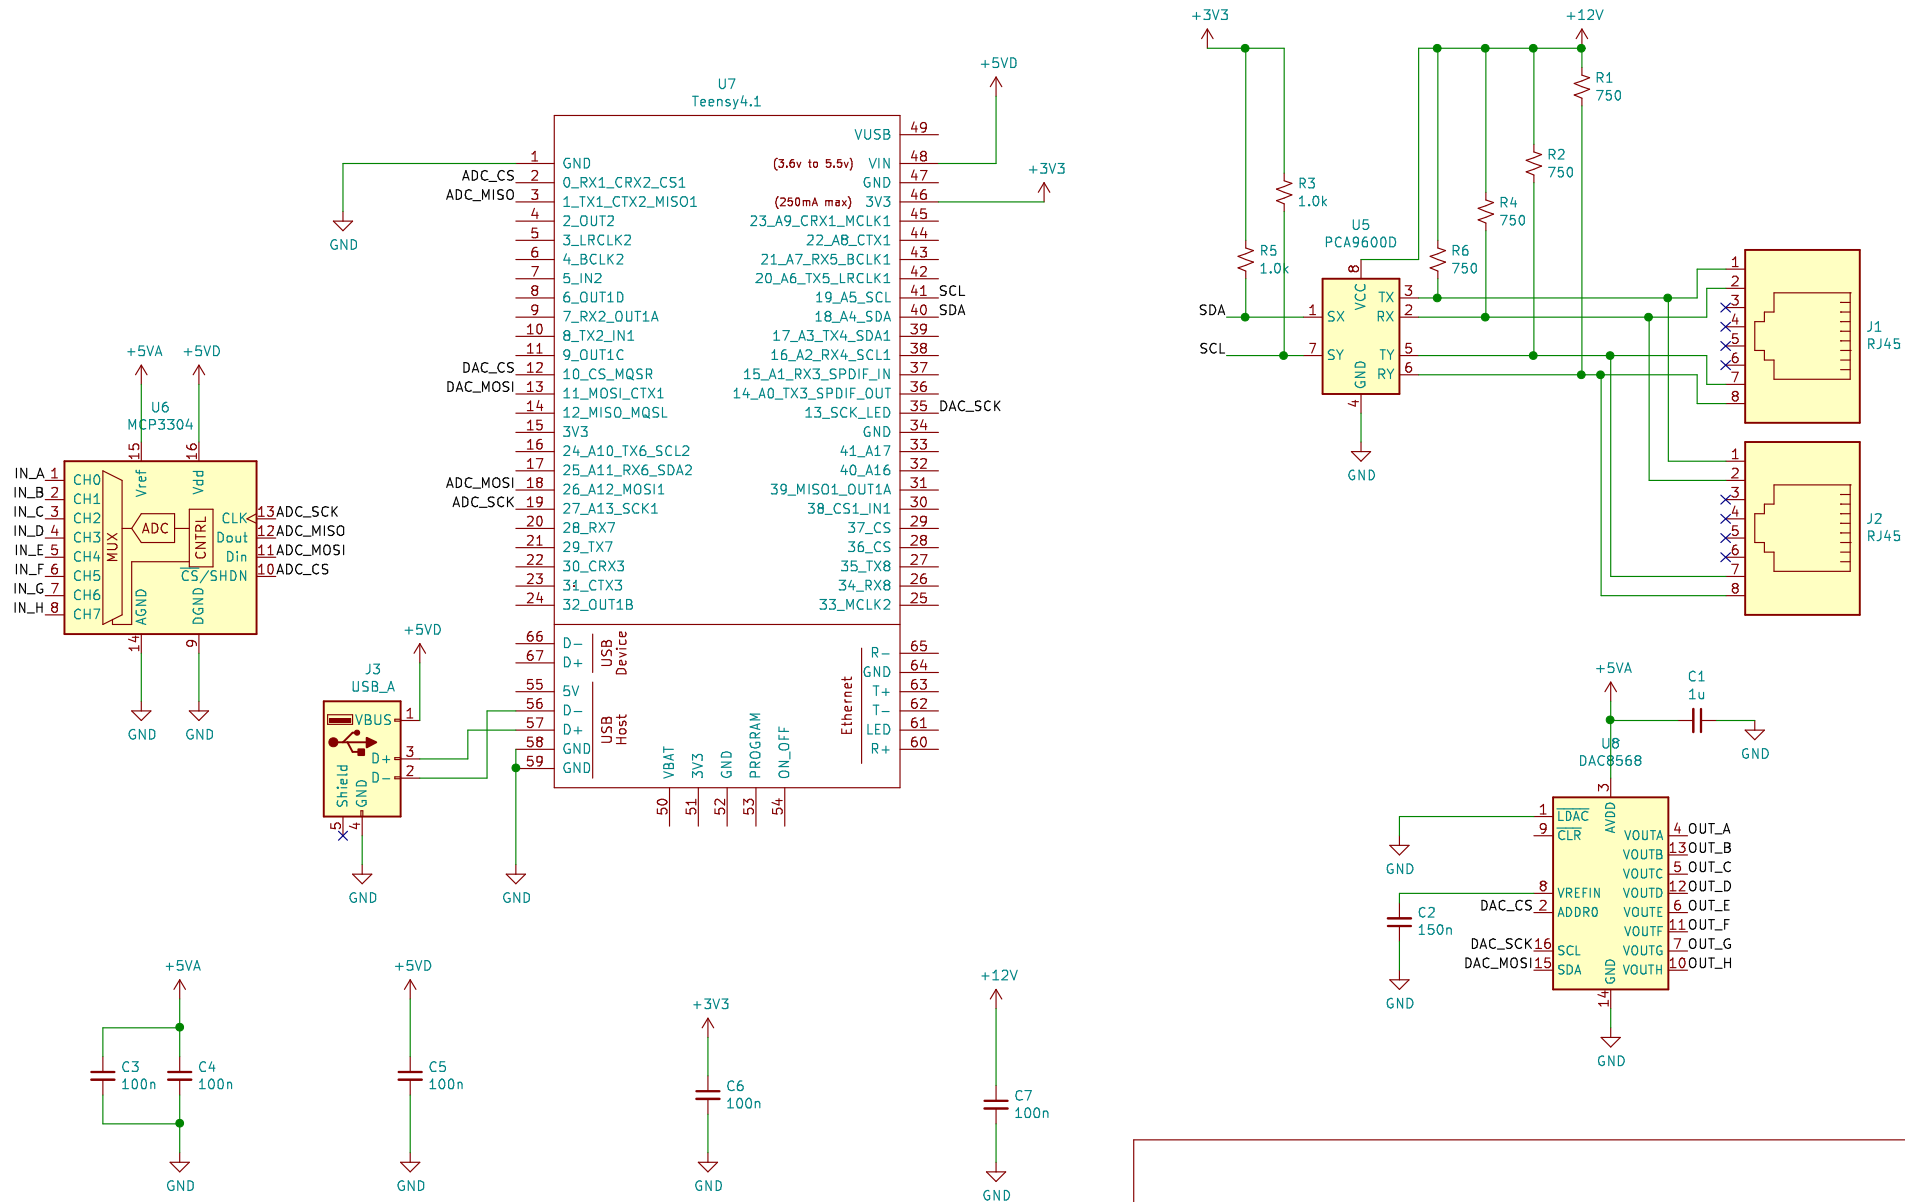 +3V3
+12V
R1
750
R2
750
R3
1.0k
R4
750
R5
1.0k
R6
750
U5
PCA9600D
8
VCC
TX
3
1
SX
RX
2
SDA
SCL
7
SY
TY
5
RY
6
GND
4
GND
1
2
3
4
5
6
7
8
J1
RJ45
1
2
3
4
5
6
7
8
J2
RJ45
U7
Teensy4.1
+5VD
+3V3
GND
ADC_CS
ADC_MISO
DAC_CS
DAC_MOSI
ADC_MOSI
ADC_SCK
1 GND
2 0_RX1_CRX2_CS1
3 1_TX1_CTX2_MISO1
4 2_OUT2
5 3_LRCLK2
6 4_BCLK2
7 5_IN2
8 6_OUT1D
9 7_RX2_OUT1A
10 8_TX2_IN1
11 9_OUT1C
12 10_CS_MQSR
13 11_MOSI_CTX1
14 12_MISO_MQSL
15 3V3
16 24_A10_TX6_SCL2
17 25_A11_RX6_SDA2
18 26_A12_MOSI1
19 27_A13_SCK1
20 28_RX7
21 29_TX7
22 30_CRX3
23 31_CTX3
24 32_OUT1B
VUSB 49
(3.6v to 5.5v) VIN 48
GND 47
(250mA max) 3V3 46
23_A9_CRX1_MCLK1 45
22_A8_CTX1 44
21_A7_RX5_BCLK1 43
20_A6_TX5_LRCLK1 42
19_A5_SCL 41 SCL
18_A4_SDA 40 SDA
17_A3_TX4_SDA1 39
16_A2_RX4_SCL1 38
15_A1_RX3_SPDIF_IN 37
14_A0_TX3_SPDIF_OUT 36
13_SCK_LED 35 DAC_SCK
GND 34
41_A17 33
40_A16 32
39_MISO1_OUT1A 31
38_CS1_IN1 30
37_CS 29
36_CS 28
35_TX8 27
34_RX8 26
33_MCLK2 25
66 D-
67 D+
USB
Device
55 5V
56 D-
57 D+
58 GND
59 GND
USB
Host
Ethernet
R- 65
GND 64
T+ 63
T- 62
LED 61
R+ 60
VBAT
3V3
GND
PROGRAM
ON_OFF
50
51
52
53
54
GND
+5VA
+5VD
U6
MCP3304
15
16
Vref
Vdd
IN_A 1 CH0
IN_B 2 CH1
IN_C 3 CH2
IN_D 4 CH3
IN_E 5 CH4
IN_F 6 CH5
IN_G 7 CH6
IN_H 8 CH7
MUX
ADC
CNTRL
CLK 13 ADC_SCK
Dout 12 ADC_MISO
Din 11 ADC_MOSI
CS/SHDN 10 ADC_CS
AGND
DGND
14
9
GND
GND
+5VD
J3
USB_A
VBUS 1
D+ 3
D- 2
Shield
GND
5
4
GND
+5VA
C1
1u
GND
U8
DAC8568
3
AVDD
1 LDAC
9 CLR
8 VREFIN
DAC_CS 2 ADDR0
DAC_SCK 16 SCL
DAC_MOSI 15 SDA
VOUTA 4 OUT_A
VOUTB 13 OUT_B
VOUTC 5 OUT_C
VOUTD 12 OUT_D
VOUTE 6 OUT_E
VOUTF 11 OUT_F
VOUTG 7 OUT_G
VOUTH 10 OUT_H
GND
14
GND
GND
C2
150n
GND
+5VA
C3
100n
C4
100n
GND
+5VD
C5
100n
GND
+3V3
C6
100n
GND
+12V
C7
100n
GND